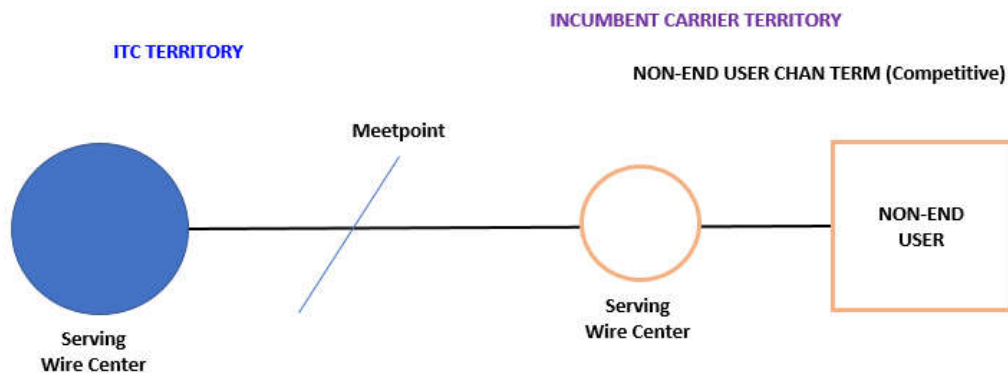 INCUMBENT CARRIER TERRITORY
ITC TERRITORY
NON-END USER CHAN TERM (Competitive)
Meetpoint
NON-END
USER
Serving
Wire Center
Serving
Wire Center